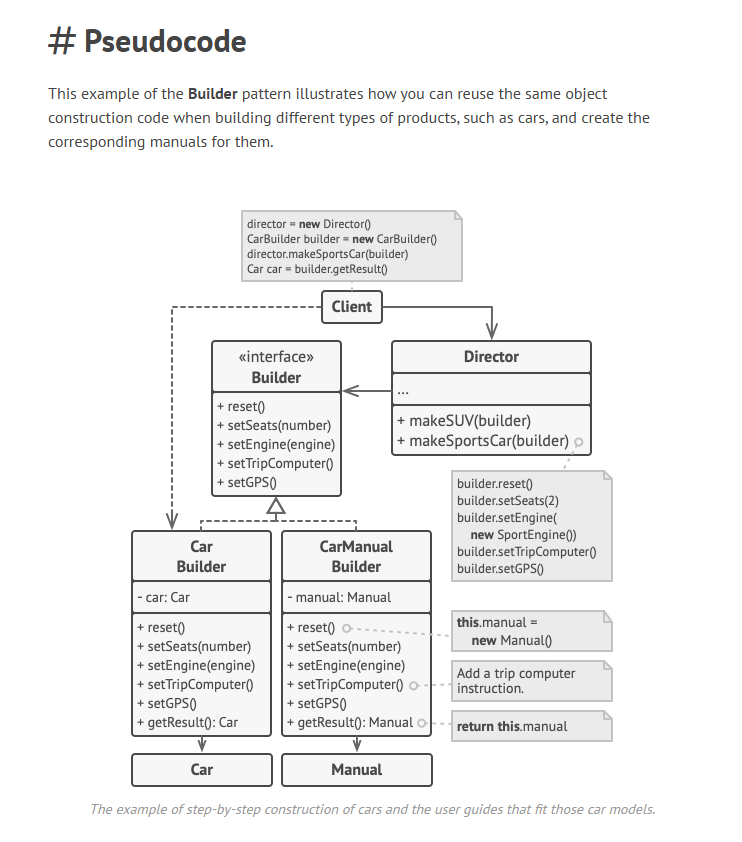 # Pseudocode
This example of the Builder pattern illustrates how you can reuse the same object
construction code when building different types of products, such as cars, and create the
corresponding manuals for them.
director = new Director()
CarBuilder builder = new CarBuilder()
director.makeSportsCar(builder)
Car car = builder.getResult()
Client
«interface»
Builder
+ reset()
+ setSeats(number)
+ setEngine(engine)
+ setTripComputer()
+ setGPS()
Director
...
+ makeSUV(builder)
+ makeSportsCar(builder)
builder.reset()
builder.setSeats(2)
builder.setEngine(
new SportEngine())
builder.setTripComputer()
builder.setGPS()
Car
Builder
- car: Car
+ reset()
+ setSeats(number)
+ setEngine(engine)
+ setTripComputer()
+ setGPS()
+ getResult(): Car
CarManual
Builder
- manual: Manual
+ reset()
+ setSeats(number)
+ setEngine(engine)
+ setTripComputer()
+ setGPS()
+ getResult(): Manual
this.manual =
new Manual()
Add a trip computer
instruction.
return this.manual
Car
Manual
The example of step-by-step construction of cars and the user guides that fit those car models.